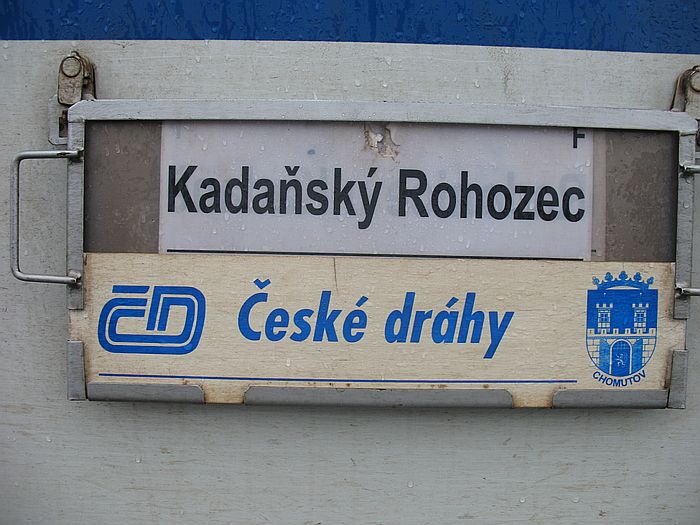 F
Kadaňský Rohozec
ČD České dráhy
CHOMUTOV